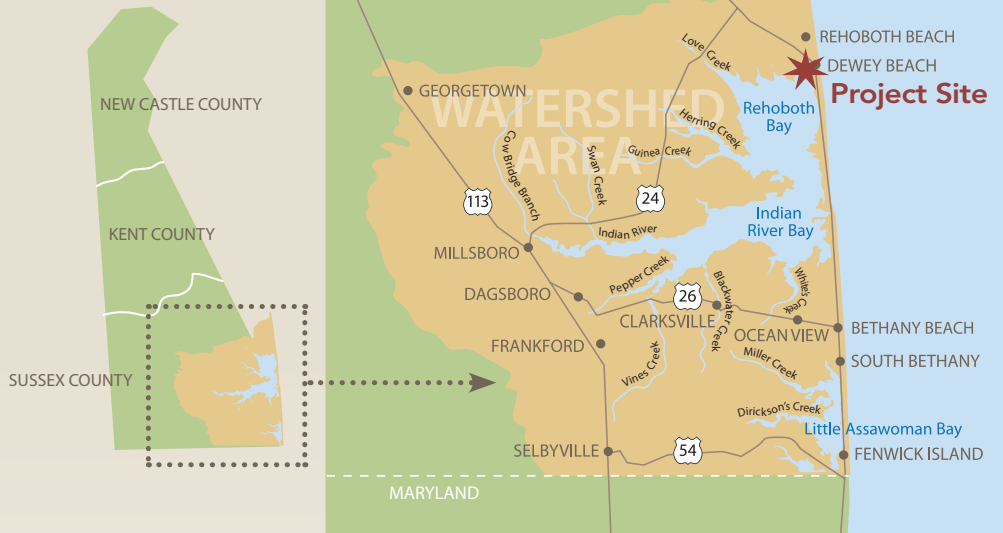 NEW CASTLE COUNTY
KENT COUNTY
SUSSEX COUNTY
WATERSHED
AREA
REHOBOTH BEACH
DEWEY BEACH
Project Site
Love Creek
GEORGETOWN
Rehoboth
Bay
Herring Creek
Guinea Creek
Swan Creek
Cow Bridge Branch
113
24
Indian
River Bay
Indian River
MILLSBORO
Pepper Creek
DAGSBORO
26
Blackwater Creek
White's Creek
CLARKSVILLE
OCEAN VIEW
BETHANY BEACH
FRANKFORD
Vines Creek
Miller Creek
SOUTH BETHANY
Dirickson's Creek
Little Assawoman Bay
SELBYVILLE
54
FENWICK ISLAND
MARYLAND